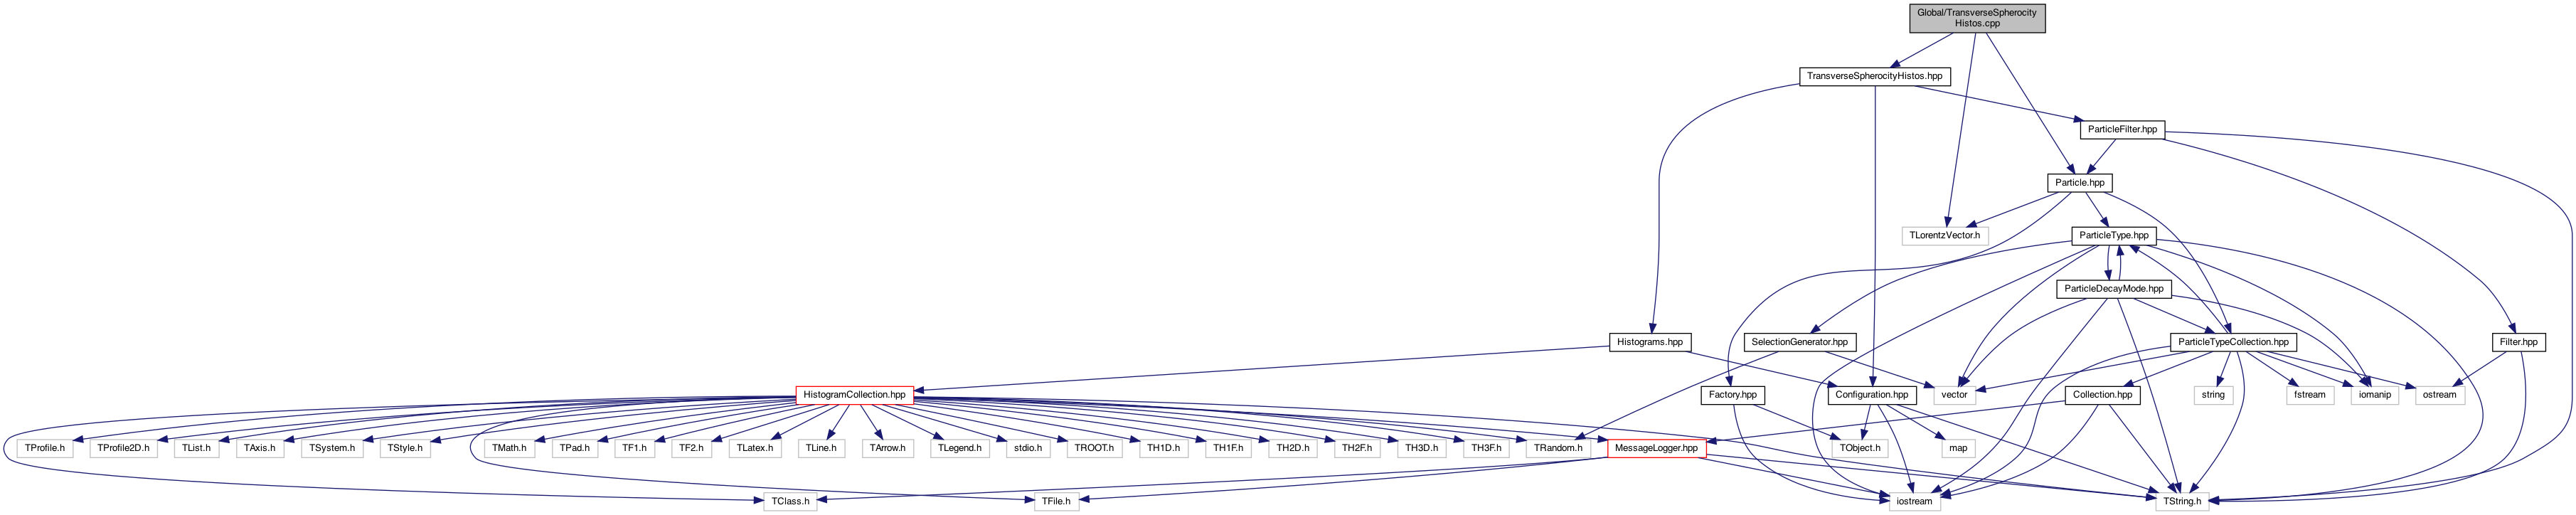 Global/TransverseSpherocity
Histos.cpp
TransverseSpherocityHistos.hpp
ParticleFilter.hpp
Particle.hpp
TLorentzVector.h
ParticleType.hpp
ParticleDecayMode.hpp
Histograms.hpp
SelectionGenerator.hpp
ParticleTypeCollection.hpp
Filter.hpp
HistogramCollection.hpp
Factory.hpp
Configuration.hpp
vector
Collection.hpp
string
fstream
iomanip
ostream
TProfile.h
TProfile2D.h
TList.h
TAxis.h
TSystem.h
TStyle.h
TMath.h
TPad.h
TF1.h
TF2.h
TLatex.h
TLine.h
TArrow.h
TLegend.h
stdio.h
TROOT.h
TH1D.h
TH1F.h
TH2D.h
TH2F.h
TH3D.h
TH3F.h
TRandom.h
MessageLogger.hpp
TObject.h
map
TClass.h
TFile.h
iostream
TString.h